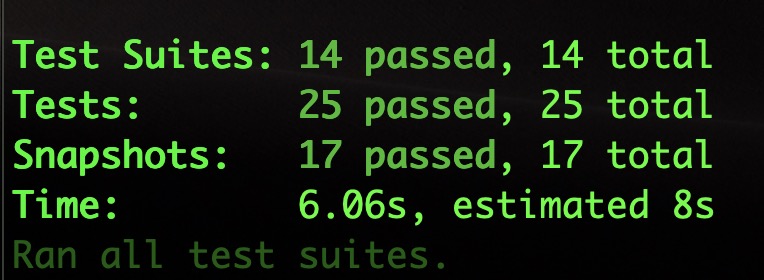 Test Suites: 14 passed, 14 total
Tests: 25 passed, 25 total
Snapshots: 17 passed, 17 total
Time: 6.06s, estimated 8s
Ran all test suites.